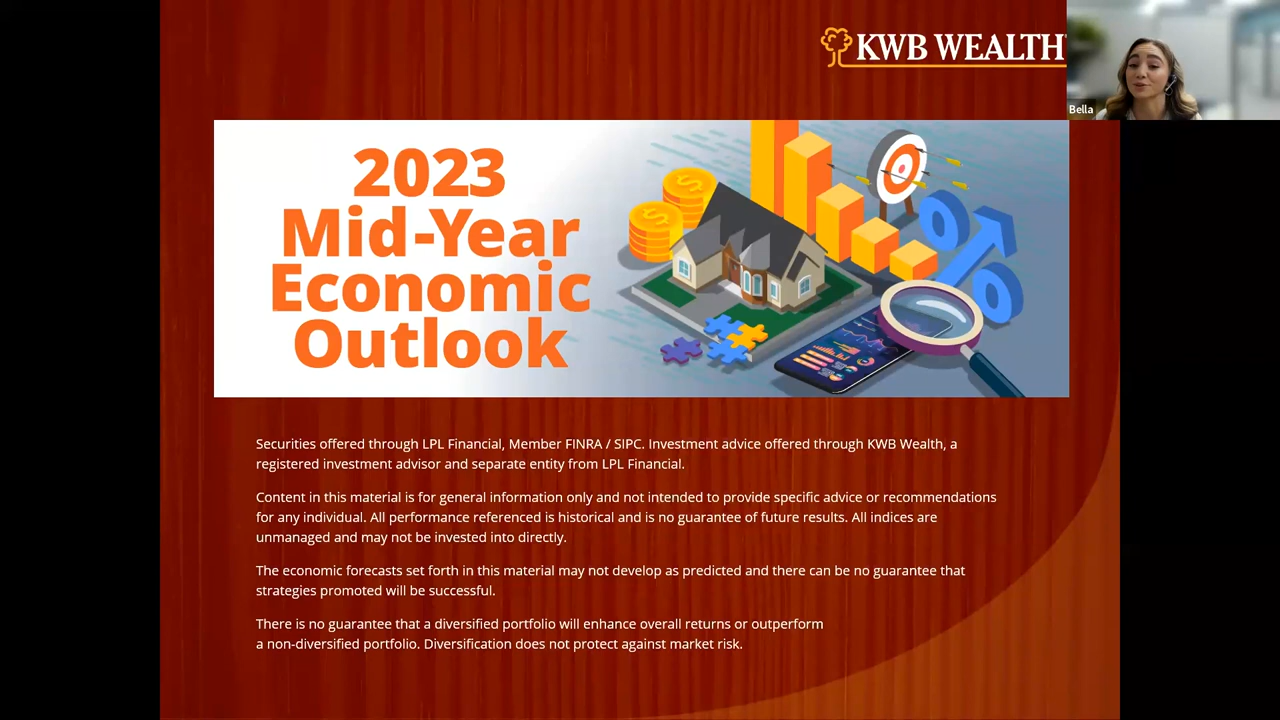 KWB WEALTH
Bella
2023
Mid-Year
Economic
Outlook
Securities offered through LPL Financial, Member FINRA / SIPC. Investment advice offered through KWB Wealth, a
registered investment advisor and separate entity from LPL Financial.
Content in this material is for general information only and not intended to provide specific advice or recommendations
for any individual. All performance referenced is historical and is no guarantee of future results. All indices are
unmanaged and may not be invested into directly.
The economic forecasts set forth in this material may not develop as predicted and there can be no guarantee that
strategies promoted will be successful.
There is no guarantee that a diversified portfolio will enhance overall returns or outperform
a non-diversified portfolio. Diversification does not protect against market risk.